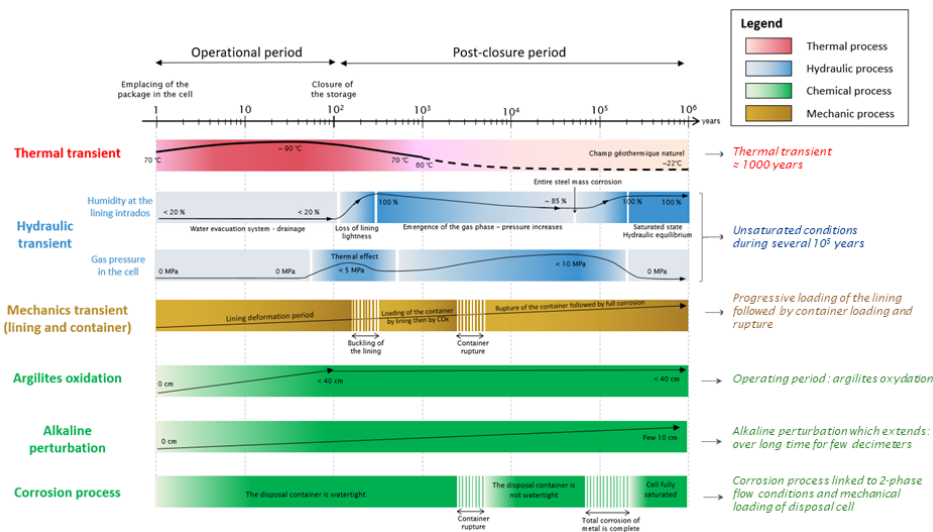 Operational period
Post-closure period
Legend
Thermal process
Hydraulic process
Chemical process
Mechanic process
Emplacing of the
package in the cell
Closure of
the storage
1
10
10²
10³
10⁴
10⁵
10⁶
years
Thermal transient
70 °C
~ 90 °C
70 °C
60 °C
Champ géothermique naturel
~22°C
Thermal transient
≈ 1000 years
Entire steel mass corrosion
Hydraulic
transient
Humidity at the
lining intrados
< 20 %
< 20 %
100 %
~ 85 %
100 %
100 %
Water evacuation system - drainage
Loss of lining
lightness
Emergence of the gas phase – pressure increases
Saturated state
Hydraulic equilibrium
Unsaturated conditions
during several 10⁵ years
Gas pressure
in the cell
0 MPa
0 MPa
Thermal effect
< 5 MPa
< 10 MPa
0 MPa
Mechanics transient
(lining and container)
Lining deformation period
Loading of the container
by lining then by COx
Rupture of the container followed by full corrosion
Buckling of
the lining
Container
rupture
Progressive loading of the lining
followed by container loading and
rupture
Argilites oxidation
0 cm
< 40 cm
< 40 cm
Operating period : argilites oxydation
Alkaline
perturbation
0 cm
Few 10 cm
Alkaline perturbation which extends :
over long time for few decimeters
Corrosion process
The disposal container is watertight
The disposal container is
not watertight
Cell fully
saturated
Container
rupture
Total corrosion of
metal is complete
Corrosion process linked to 2-phase
flow conditions and mechanical
loading of disposal cell